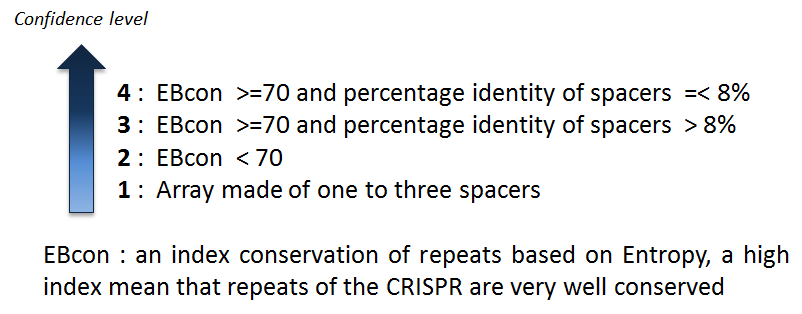 Confidence level
4 : EBcon >=70 and percentage identity of spacers =< 8%
3 : EBcon >=70 and percentage identity of spacers > 8%
2 : EBcon < 70
1 : Array made of one to three spacers
EBcon : an index conservation of repeats based on Entropy, a high
index mean that repeats of the CRISPR are very well conserved